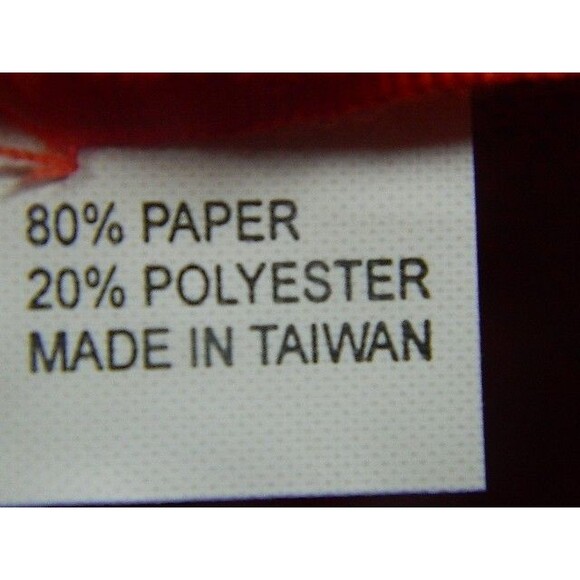 80% PAPER
20% POLYESTER
MADE IN TAIWAN